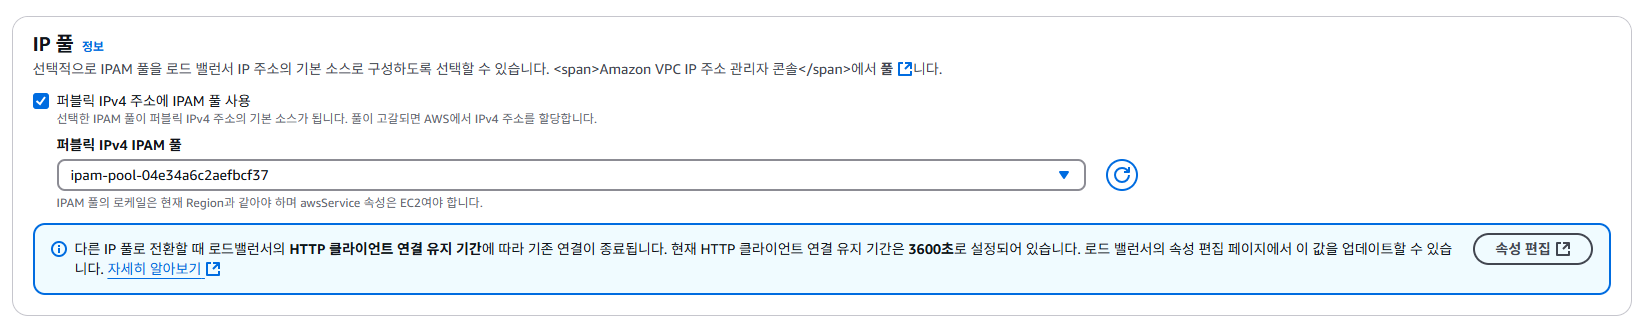 IP 풀 정보
선택적으로 IPAM 풀을 로드 밸런서 IP 주소의 기본 소스로 구성하도록 선택할 수 있습니다. <span>Amazon VPC IP 주소 관리자 콘솔</span>에서 풀 니다.
퍼블릭 IPv4 주소에 IPAM 풀 사용
선택한 IPAM 풀이 퍼블릭 IPv4 주소의 기본 소스가 됩니다. 풀이 고갈되면 AWS에서 IPv4 주소를 할당합니다.
퍼블릭 IPv4 IPAM 풀
ipam-pool-04e34a6c2aefbcf37
IPAM 풀의 로케일은 현재 Region과 같아야 하며 awsService 속성은 EC2여야 합니다.
다른 IP 풀로 전환할 때 로드밸런서의 HTTP 클라이언트 연결 유지 기간에 따라 기존 연결이 종료됩니다. 현재 HTTP 클라이언트 연결 유지 기간은 3600초로 설정되어 있습니다. 로드 밸런서의 속성 편집 페이지에서 이 값을 업데이트할 수 있습
니다. 자세히 알아보기
속성 편집